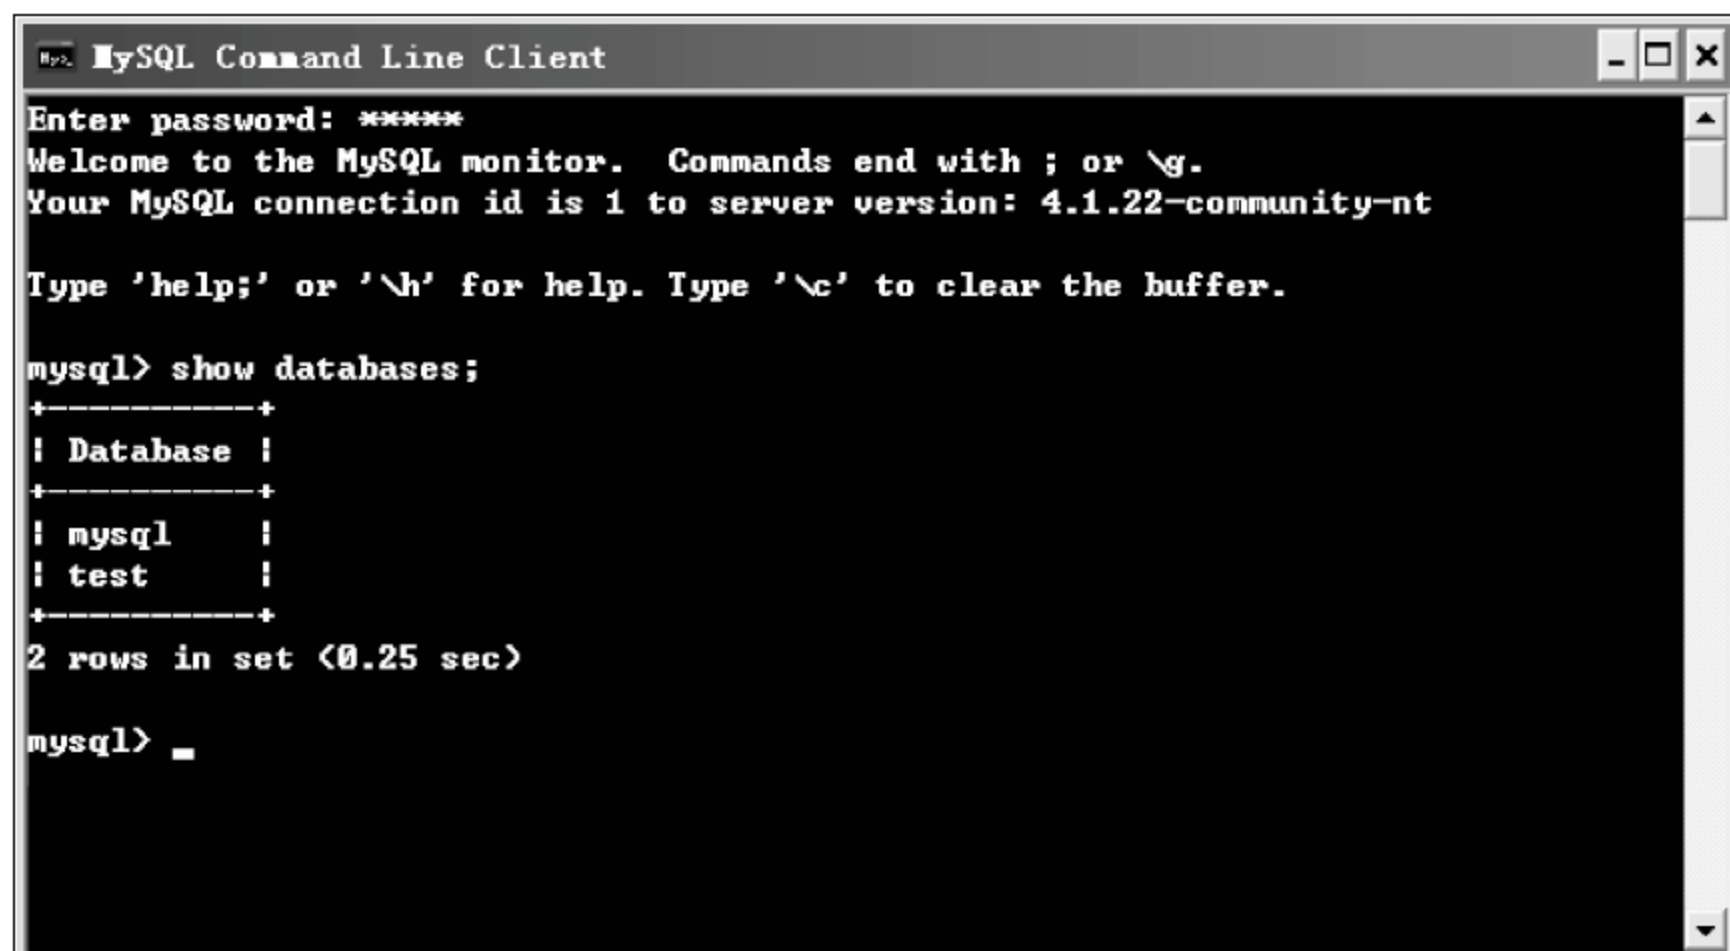 MySQL Command Line Client
Enter password: *****
Welcome to the MySQL monitor.  Commands end with ; or \g.
Your MySQL connection id is 1 to server version: 4.1.22-community-nt
Type 'help;' or '\h' for help. Type '\c' to clear the buffer.
mysql> show databases;
+----------+
| Database |
+----------+
| mysql    |
| test     |
+----------+
2 rows in set (0.25 sec)
mysql> _